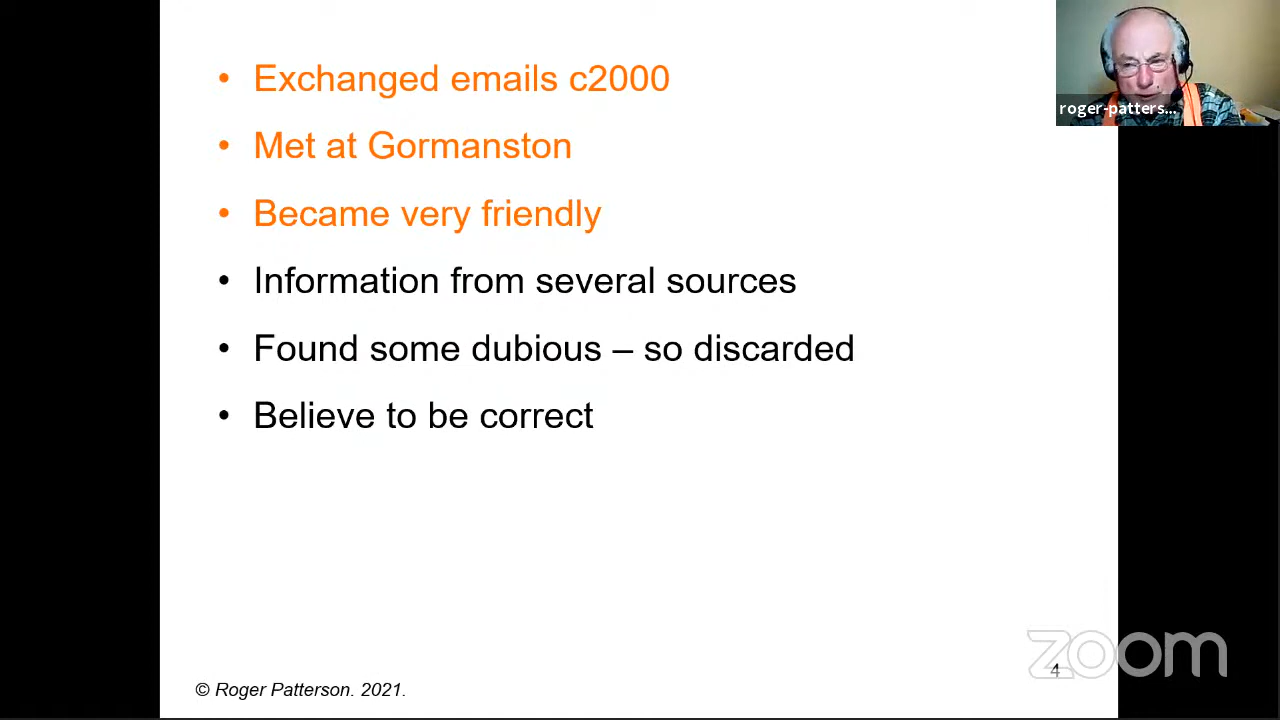 • Exchanged emails c2000
• Met at Gormanston
• Became very friendly
• Information from several sources
• Found some dubious – so discarded
• Believe to be correct
roger-patters...
© Roger Patterson. 2021.
4
zoom